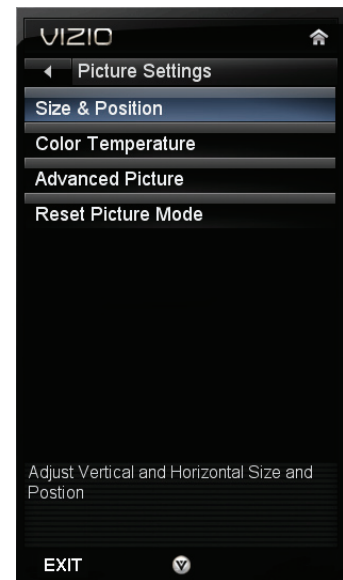 VIZIO
Picture Settings
Size & Position
Color Temperature
Advanced Picture
Reset Picture Mode
Adjust Vertical and Horizontal Size and
Postion
EXIT
V